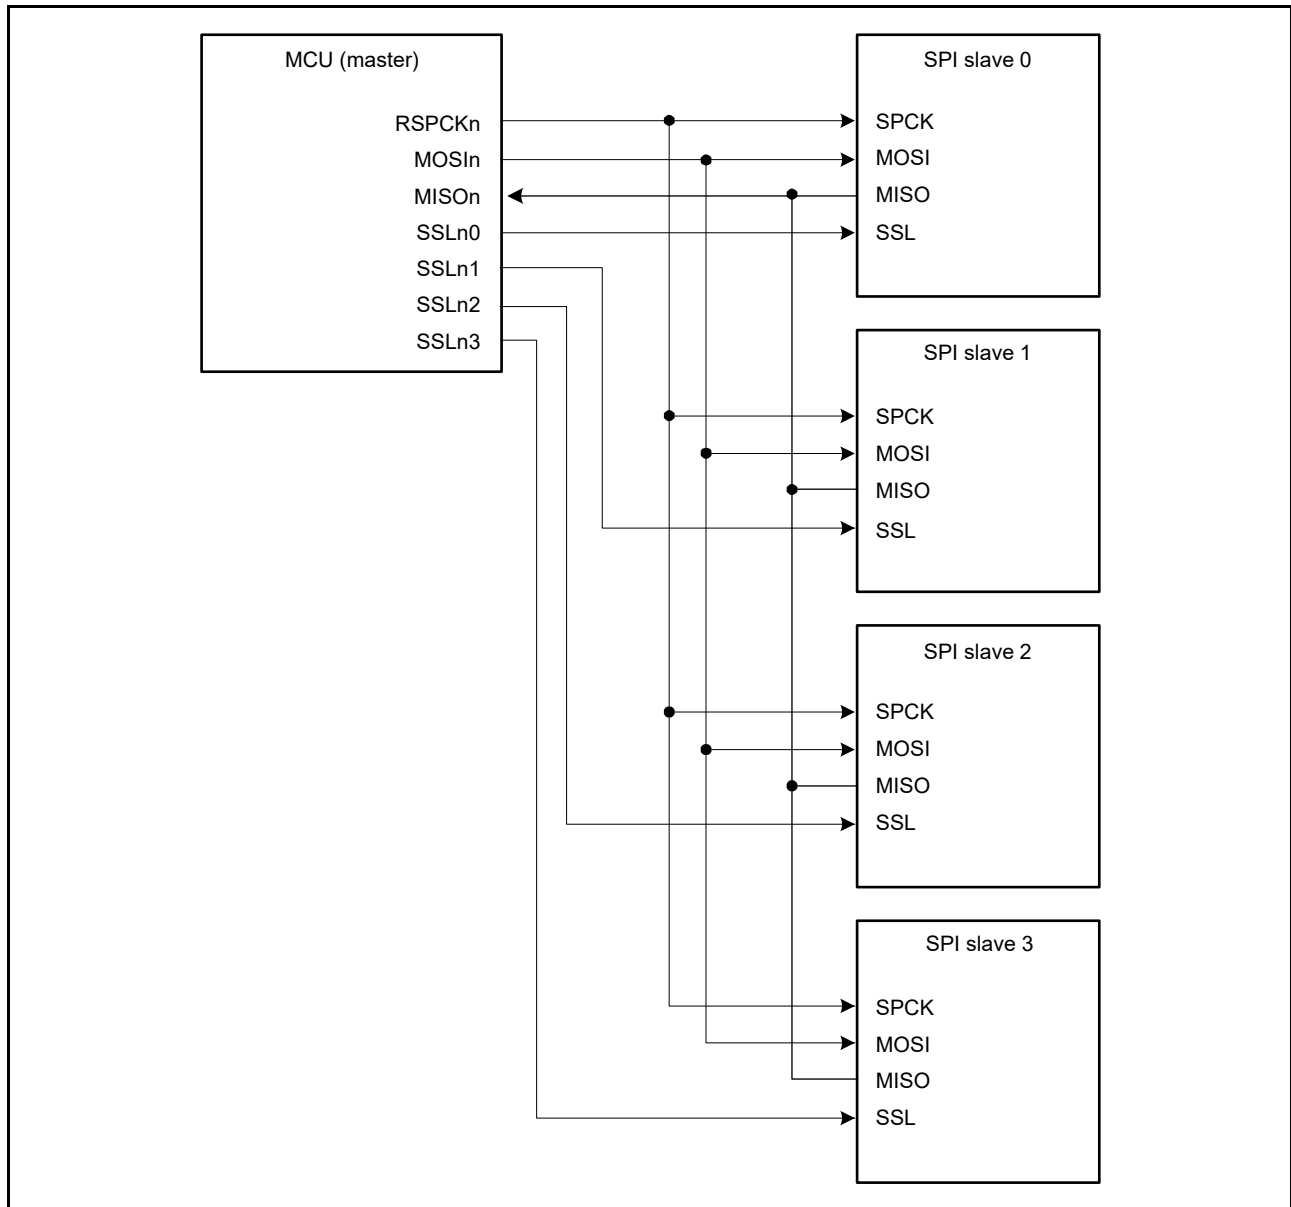 MCU (master)
RSPCKn
MOSIn
MISOn
SSLn0
SSLn1
SSLn2
SSLn3
SPI slave 0
SPCK
MOSI
MISO
SSL
SPI slave 1
SPCK
MOSI
MISO
SSL
SPI slave 2
SPCK
MOSI
MISO
SSL
SPI slave 3
SPCK
MOSI
MISO
SSL